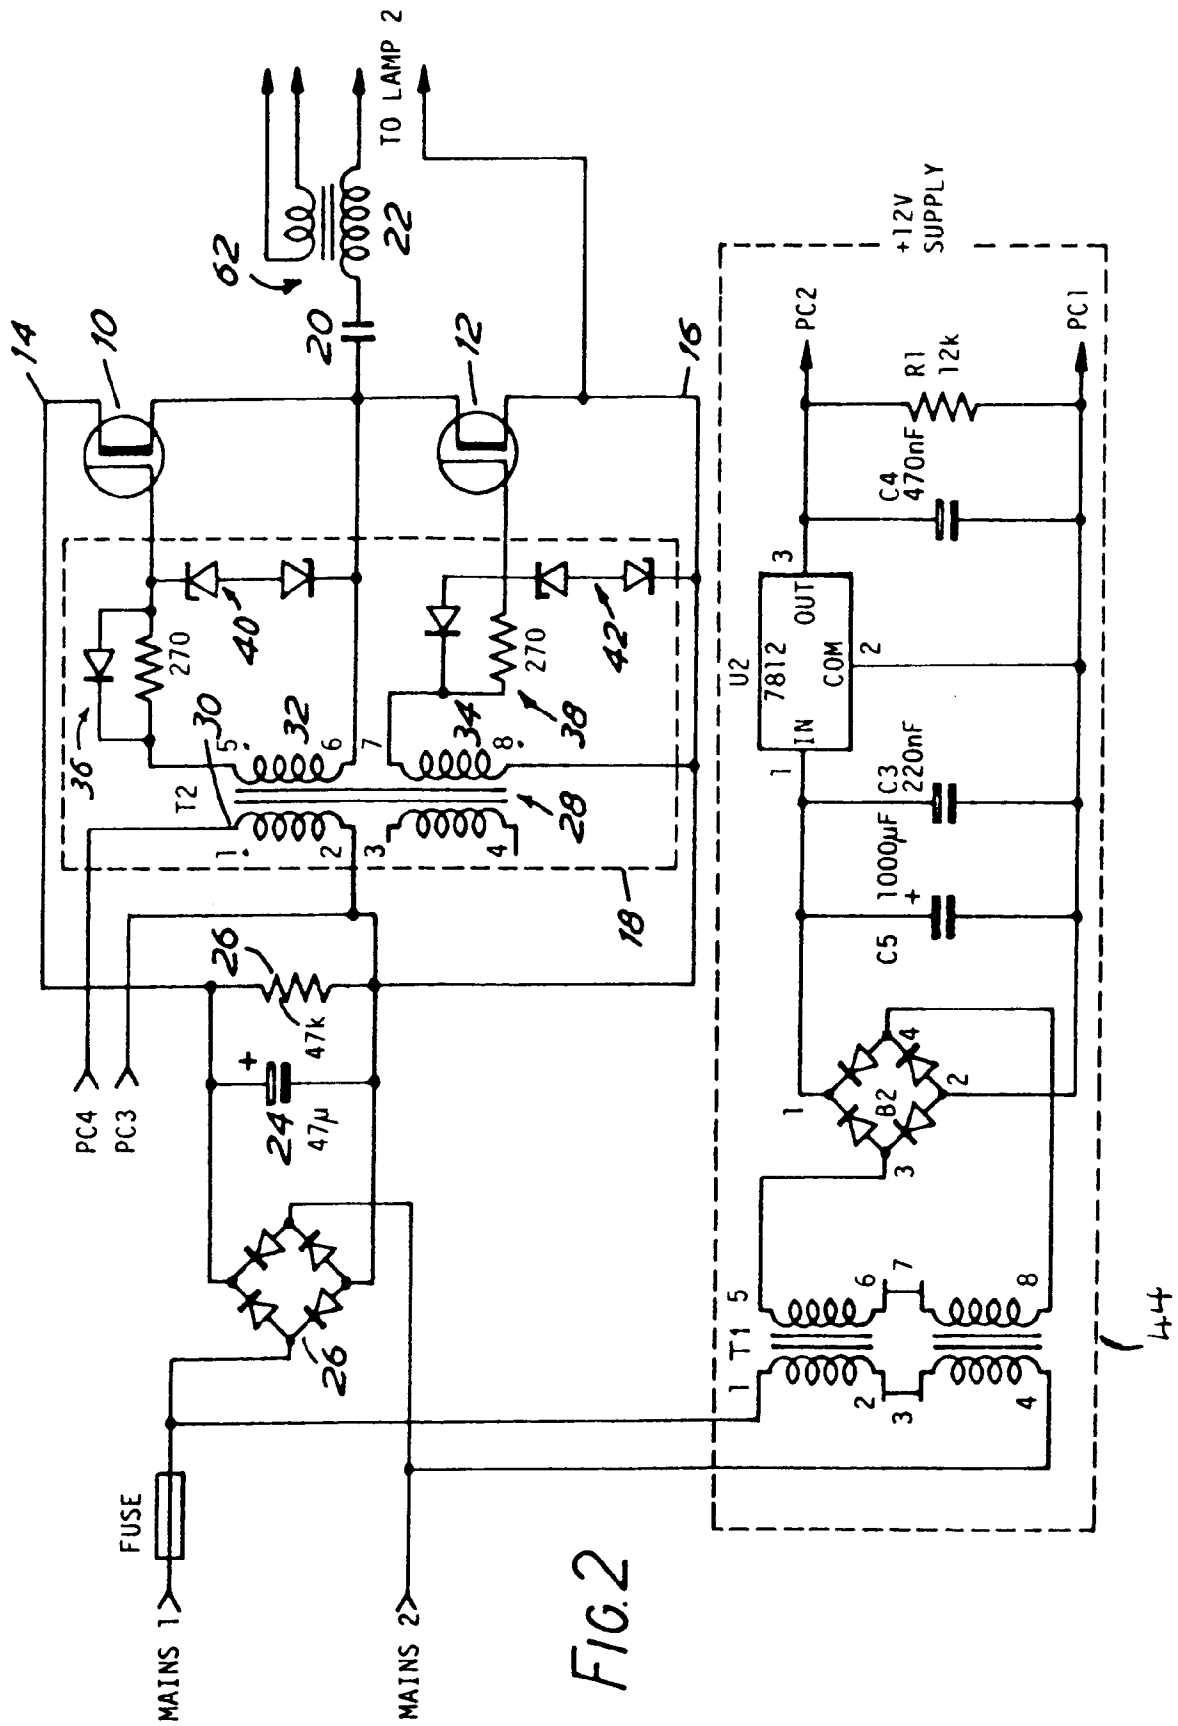 FIG. 2
MAINS 1
FUSE
MAINS 2
26
PC4
PC3
24
+
47μ
26
47k
14
10
36
270
40
30
T2
1.
2
3
4
5.
6
7
8.
32
34
28
18
38
270
42
12
16
20
62
22
TO LAMP 2
+12V
SUPPLY
T1
1
2
3
4
5
6
7
8
B2
1
2
3
4
C5
1000μF
+
C3
220nF
U2
7812
1
IN
OUT
3
COM
2
C4
470nF
R1
12k
PC2
PC1
44